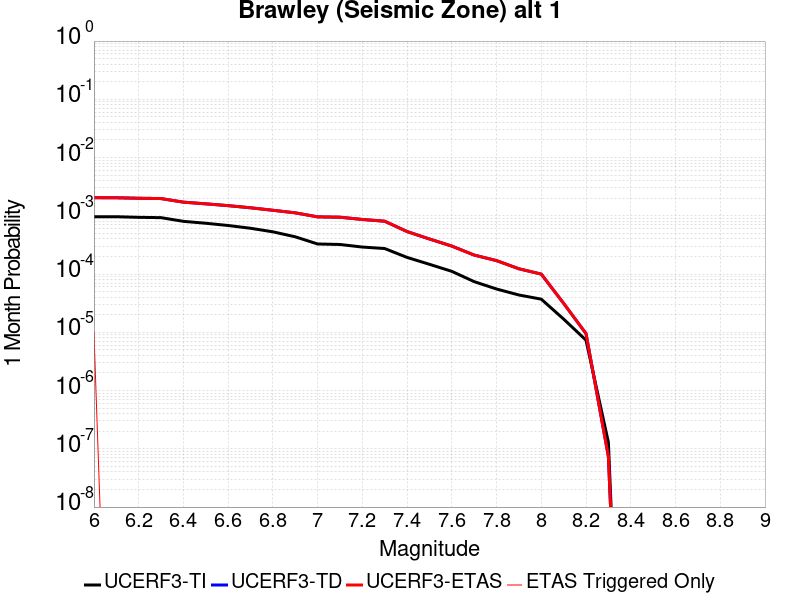 Brawley (Seismic Zone) alt 1
10^0
10^-1
10^-2
10^-3
10^-4
10^-5
10^-6
10^-7
10^-8
1 Month Probability
6 6.2 6.4 6.6 6.8 7 7.2 7.4 7.6 7.8 8 8.2 8.4 8.6 8.8 9
Magnitude
UCERF3-TI UCERF3-TD UCERF3-ETAS ETAS Triggered Only